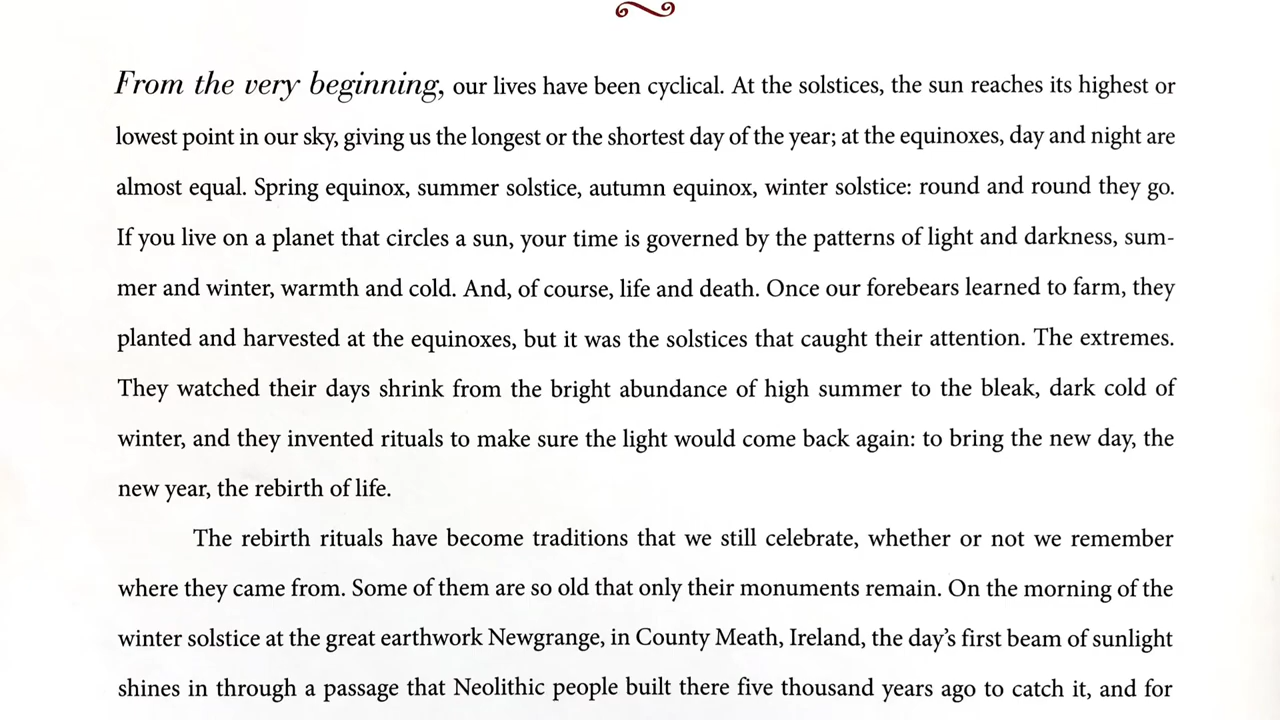 From the very beginning, our lives have been cyclical. At the solstices, the sun reaches its highest or
lowest point in our sky, giving us the longest or the shortest day of the year; at the equinoxes, day and night are
almost equal. Spring equinox, summer solstice, autumn equinox, winter solstice: round and round they go.
If you live on a planet that circles a sun, your time is governed by the patterns of light and darkness, sum-
mer and winter, warmth and cold. And, of course, life and death. Once our forebears learned to farm, they
planted and harvested at the equinoxes, but it was the solstices that caught their attention. The extremes.
They watched their days shrink from the bright abundance of high summer to the bleak, dark cold of
winter, and they invented rituals to make sure the light would come back again: to bring the new day, the
new year, the rebirth of life.
The rebirth rituals have become traditions that we still celebrate, whether or not we remember
where they came from. Some of them are so old that only their monuments remain. On the morning of the
winter solstice at the great earthwork Newgrange, in County Meath, Ireland, the day’s first beam of sunlight
shines in through a passage that Neolithic people built there five thousand years ago to catch it, and for